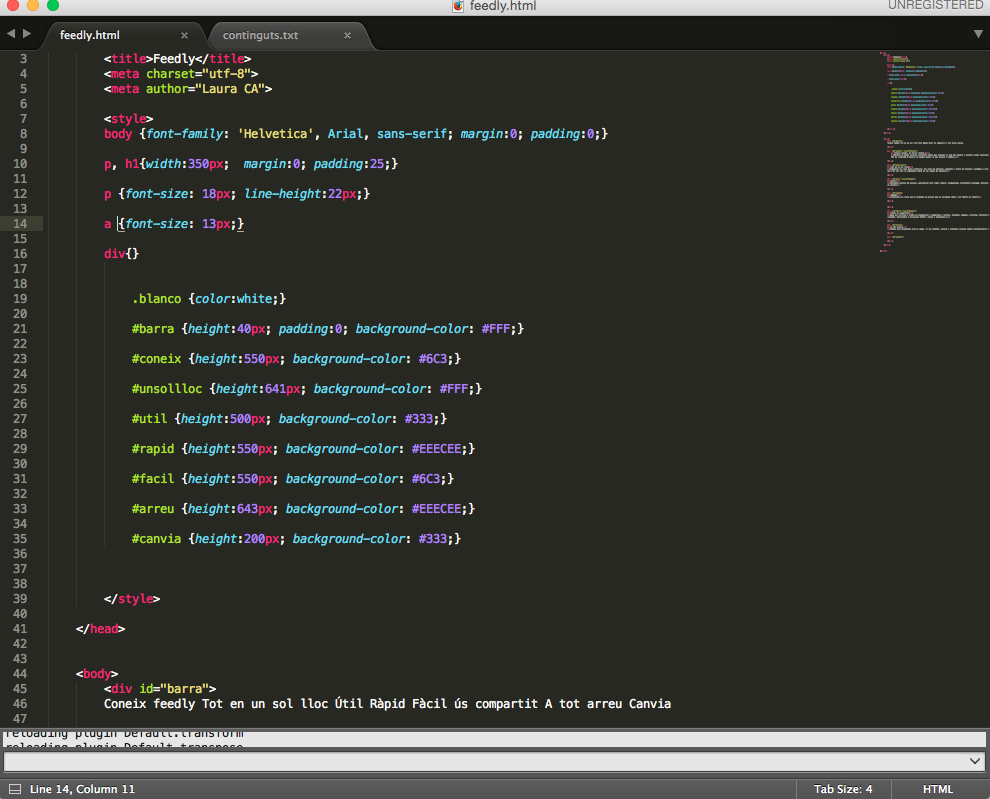 feedly.html
UNREGISTERED
feedly.html × continguts.txt ×
3 <title>Feedly</title>
4 <meta charset="utf-8">
5 <meta author="Laura CA">
6
7 <style>
8 body {font-family: 'Helvetica', Arial, sans-serif; margin:0; padding:0;}
9
10 p, h1{width:350px;  margin:0; padding:25;}
11
12 p {font-size: 18px; line-height:22px;}
13
14 a {font-size: 13px;}
15
16 div{}
17
18
19 .blanco {color:white;}
20
21 #barra {height:40px; padding:0; background-color: #FFF;}
22
23 #coneix {height:550px; background-color: #6C3;}
24
25 #unsollloc {height:641px; background-color: #FFF;}
26
27 #util {height:500px; background-color: #333;}
28
29 #rapid {height:550px; background-color: #EEECEE;}
30
31 #facil {height:550px; background-color: #6C3;}
32
33 #arreu {height:643px; background-color: #EEECEE;}
34
35 #canvia {height:200px; background-color: #333;}
36
37
38
39 </style>
40
41 </head>
42
43
44 <body>
45 <div id="barra">
46 Coneix feedly Tot en un sol lloc Útil Ràpid Fàcil ús compartit A tot arreu Canvia
47
reloading plugin Default.transform
reloading plugin Default.transpose
Line 14, Column 11
Tab Size: 4
HTML